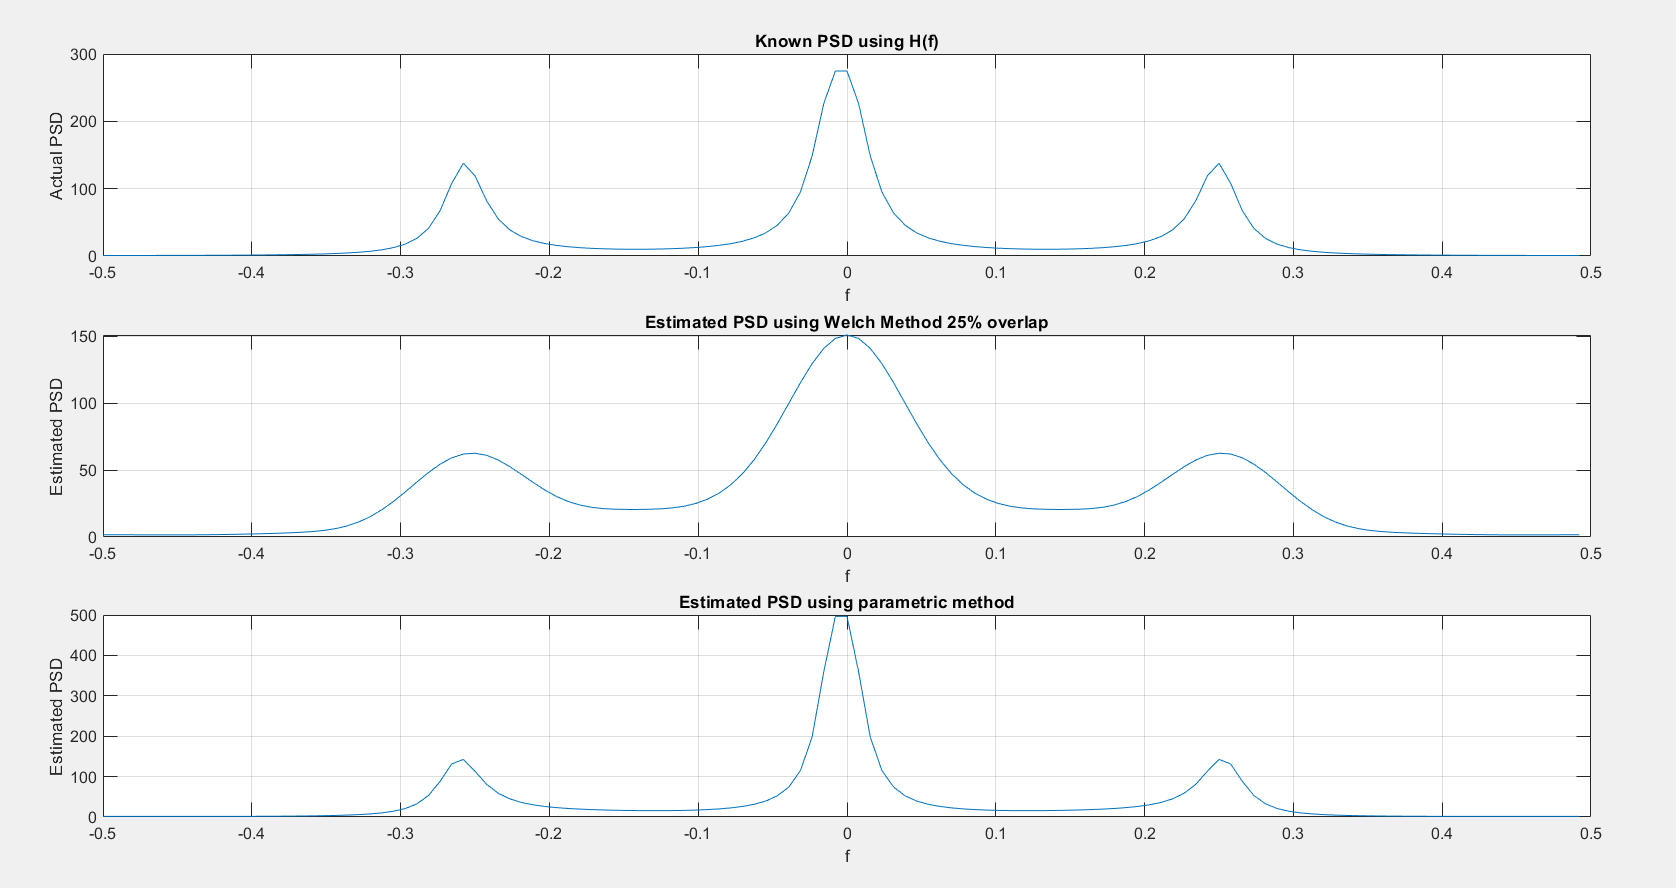 Known PSD using H(f)
Actual PSD
300
200
100
0
-0.5 -0.4 -0.3 -0.2 -0.1 0 0.1 0.2 0.3 0.4 0.5
f
Estimated PSD using Welch Method 25% overlap
Estimated PSD
150
100
50
0
-0.5 -0.4 -0.3 -0.2 -0.1 0 0.1 0.2 0.3 0.4 0.5
f
Estimated PSD using parametric method
Estimated PSD
500
400
300
200
100
0
-0.5 -0.4 -0.3 -0.2 -0.1 0 0.1 0.2 0.3 0.4 0.5
f